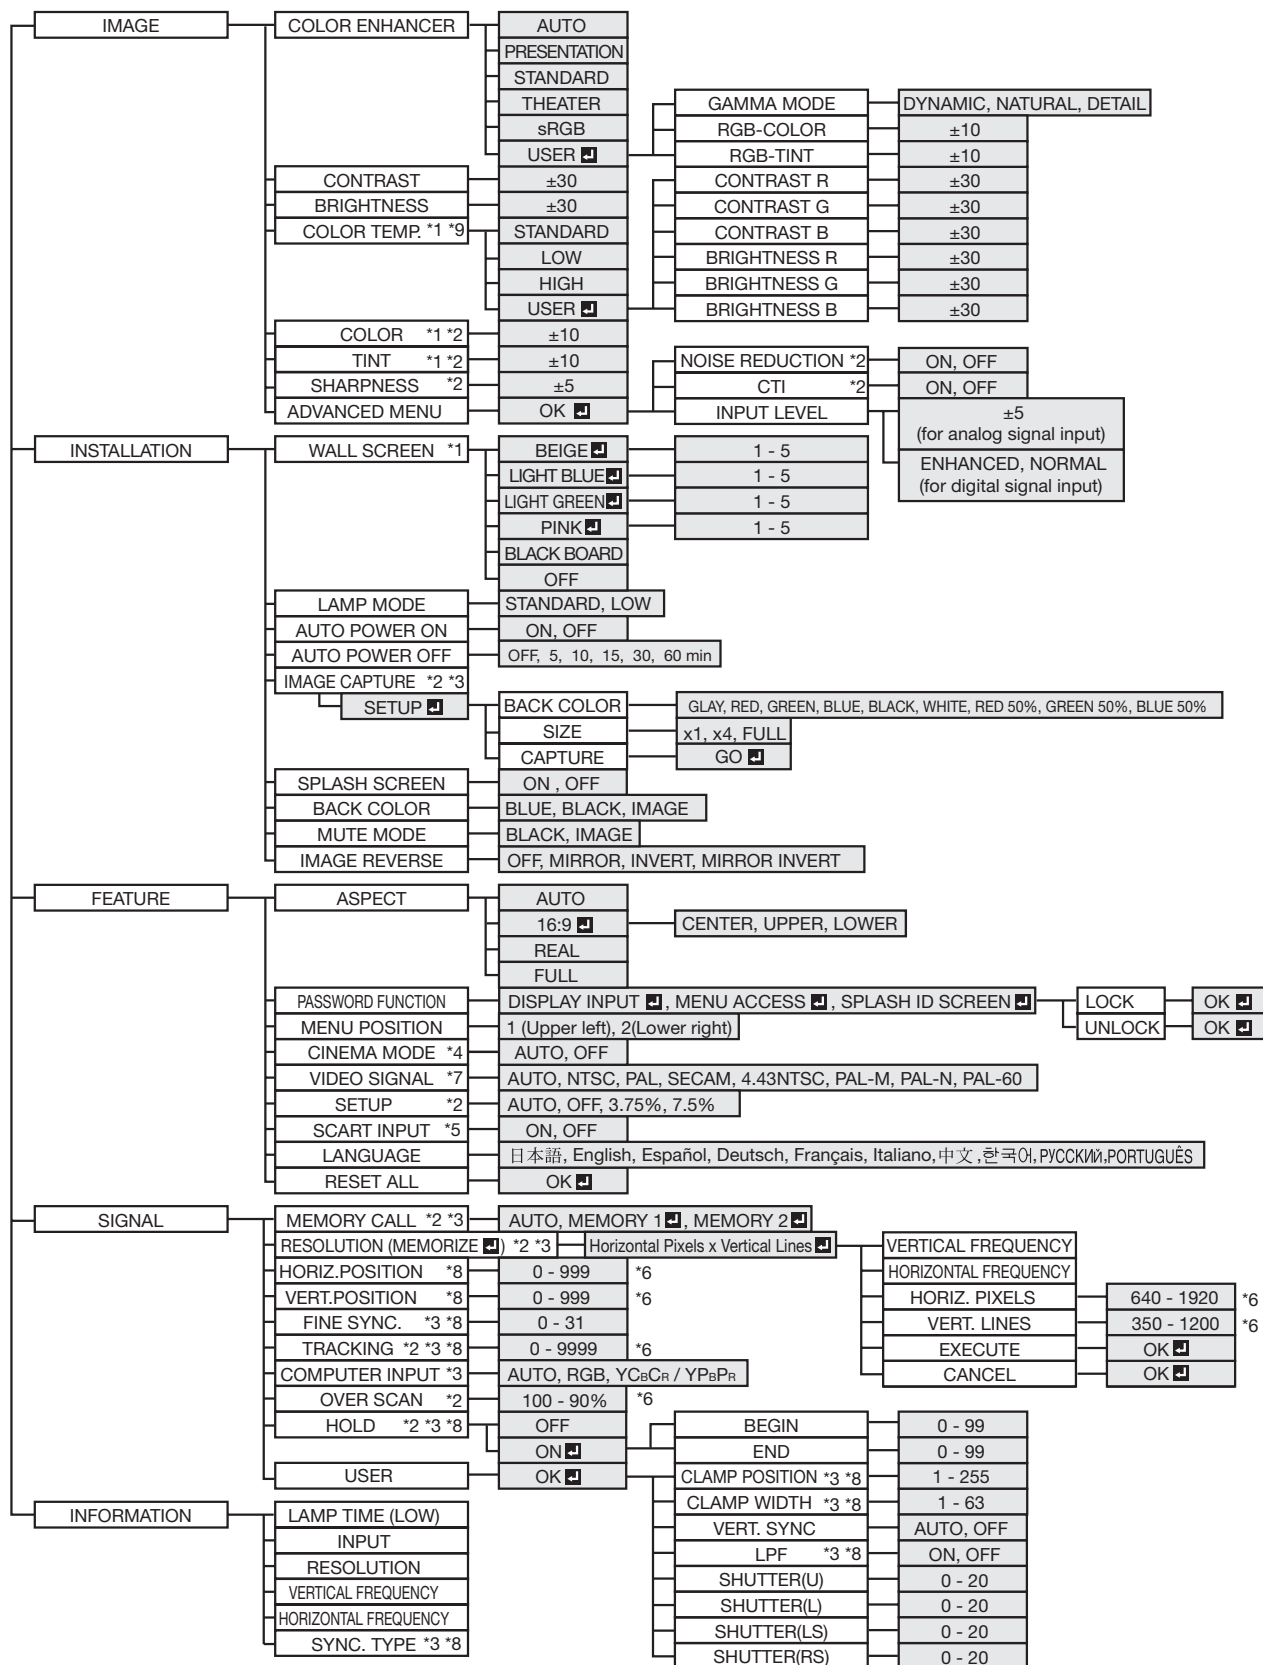 IMAGE COLOR ENHANCER AUTO
PRESENTATION
STANDARD
THEATER GAMMA MODE DYNAMIC, NATURAL, DETAIL
sRGB RGB-COLOR ±10
USER RGB-TINT ±10
CONTRAST ±30 CONTRAST R ±30
BRIGHTNESS ±30 CONTRAST G ±30
COLOR TEMP. *1 *9 STANDARD CONTRAST B ±30
LOW BRIGHTNESS R ±30
HIGH BRIGHTNESS G ±30
USER BRIGHTNESS B ±30
COLOR *1 *2 ±10
TINT *1 *2 ±10 NOISE REDUCTION *2 ON, OFF
SHARPNESS *2 ±5 CTI *2 ON, OFF
ADVANCED MENU OK INPUT LEVEL ±5
(for analog signal input)
ENHANCED, NORMAL
(for digital signal input)
INSTALLATION WALL SCREEN *1 BEIGE 1 - 5
LIGHT BLUE 1 - 5
LIGHT GREEN 1 - 5
PINK 1 - 5
BLACK BOARD
OFF
LAMP MODE STANDARD, LOW
AUTO POWER ON ON, OFF
AUTO POWER OFF OFF, 5, 10, 15, 30, 60 min
IMAGE CAPTURE *2 *3
SETUP BACK COLOR GLAY, RED, GREEN, BLUE, BLACK, WHITE, RED 50%, GREEN 50%, BLUE 50%
SIZE x1, x4, FULL
CAPTURE GO
SPLASH SCREEN ON , OFF
BACK COLOR BLUE, BLACK, IMAGE
MUTE MODE BLACK, IMAGE
IMAGE REVERSE OFF, MIRROR, INVERT, MIRROR INVERT
FEATURE ASPECT AUTO
16:9 CENTER, UPPER, LOWER
REAL
FULL
PASSWORD FUNCTION DISPLAY INPUT , MENU ACCESS , SPLASH ID SCREEN LOCK OK
MENU POSITION 1 (Upper left), 2(Lower right) UNLOCK OK
CINEMA MODE *4 AUTO, OFF
VIDEO SIGNAL *7 AUTO, NTSC, PAL, SECAM, 4.43NTSC, PAL-M, PAL-N, PAL-60
SETUP *2 AUTO, OFF, 3.75%, 7.5%
SCART INPUT *5 ON, OFF
LANGUAGE 日本語, English, Español, Deutsch, Français, Italiano, 中文 ,한국어, РУССКИЙ,PORTUGUÊS
RESET ALL OK
SIGNAL MEMORY CALL *2 *3 AUTO, MEMORY 1 , MEMORY 2
RESOLUTION (MEMORIZE ) *2 *3 Horizontal Pixels x Vertical Lines VERTICAL FREQUENCY
HORIZ.POSITION *8 0 - 999 *6 HORIZONTAL FREQUENCY
VERT.POSITION *8 0 - 999 *6 HORIZ. PIXELS 640 - 1920 *6
FINE SYNC. *3 *8 0 - 31 VERT. LINES 350 - 1200 *6
TRACKING *2 *3 *8 0 - 9999 *6 EXECUTE OK
COMPUTER INPUT *3 AUTO, RGB, YCBCR / YPBPR CANCEL OK
OVER SCAN *2 100 - 90% *6
HOLD *2 *3 *8 OFF BEGIN 0 - 99
ON END 0 - 99
USER OK CLAMP POSITION *3 *8 1 - 255
CLAMP WIDTH *3 *8 1 - 63
INFORMATION LAMP TIME (LOW) VERT. SYNC AUTO, OFF
INPUT LPF *3 *8 ON, OFF
RESOLUTION SHUTTER(U) 0 - 20
VERTICAL FREQUENCY SHUTTER(L) 0 - 20
HORIZONTAL FREQUENCY SHUTTER(LS) 0 - 20
SYNC. TYPE *3 *8 SHUTTER(RS) 0 - 20